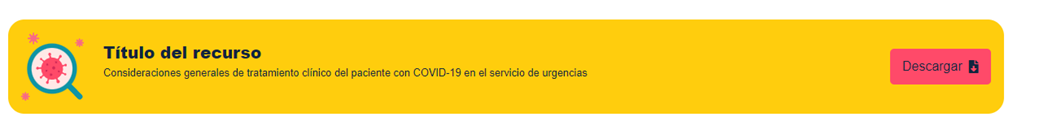 Título del recurso
Consideraciones generales de tratamiento clínico del paciente con COVID-19 en el servicio de urgencias
Descargar